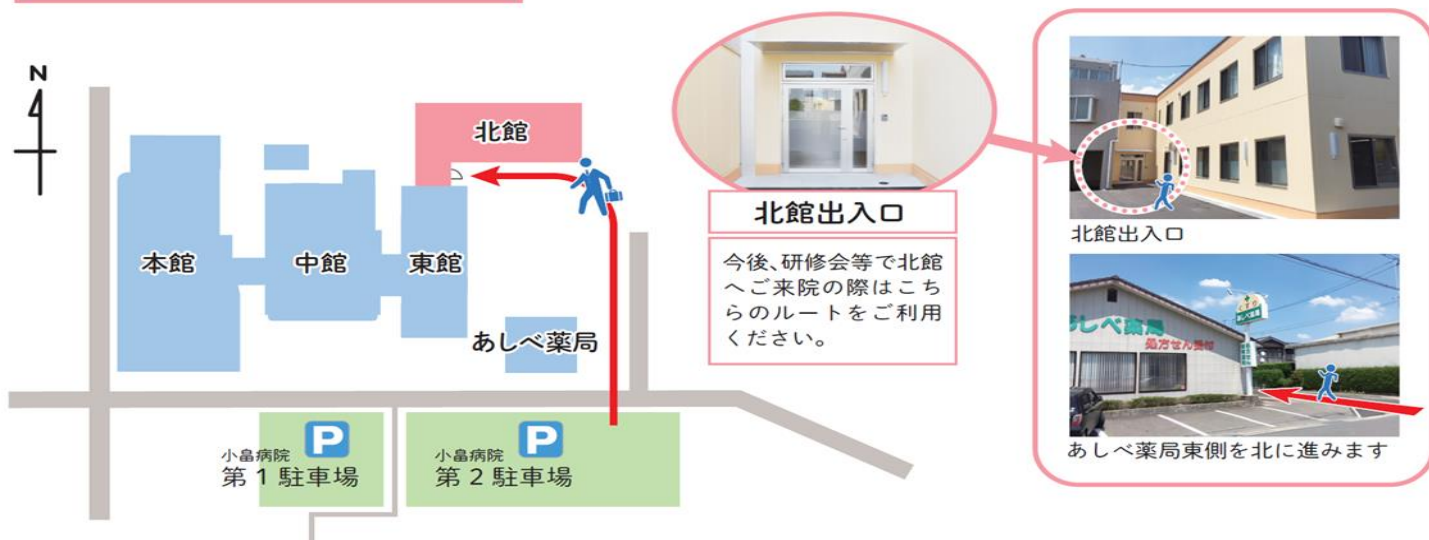 N
北館
本館
中館
東館
あしべ薬局
小畠病院
第1駐車場
P
小畠病院
第2駐車場
P
北館出入口
今後、研修会等で北館
へご来院の際はこち
らのルートをご利用
ください。
北館出入口
あしべ薬局
処方せん受付
あしべ薬局
あしべ薬局東側を北に進みます